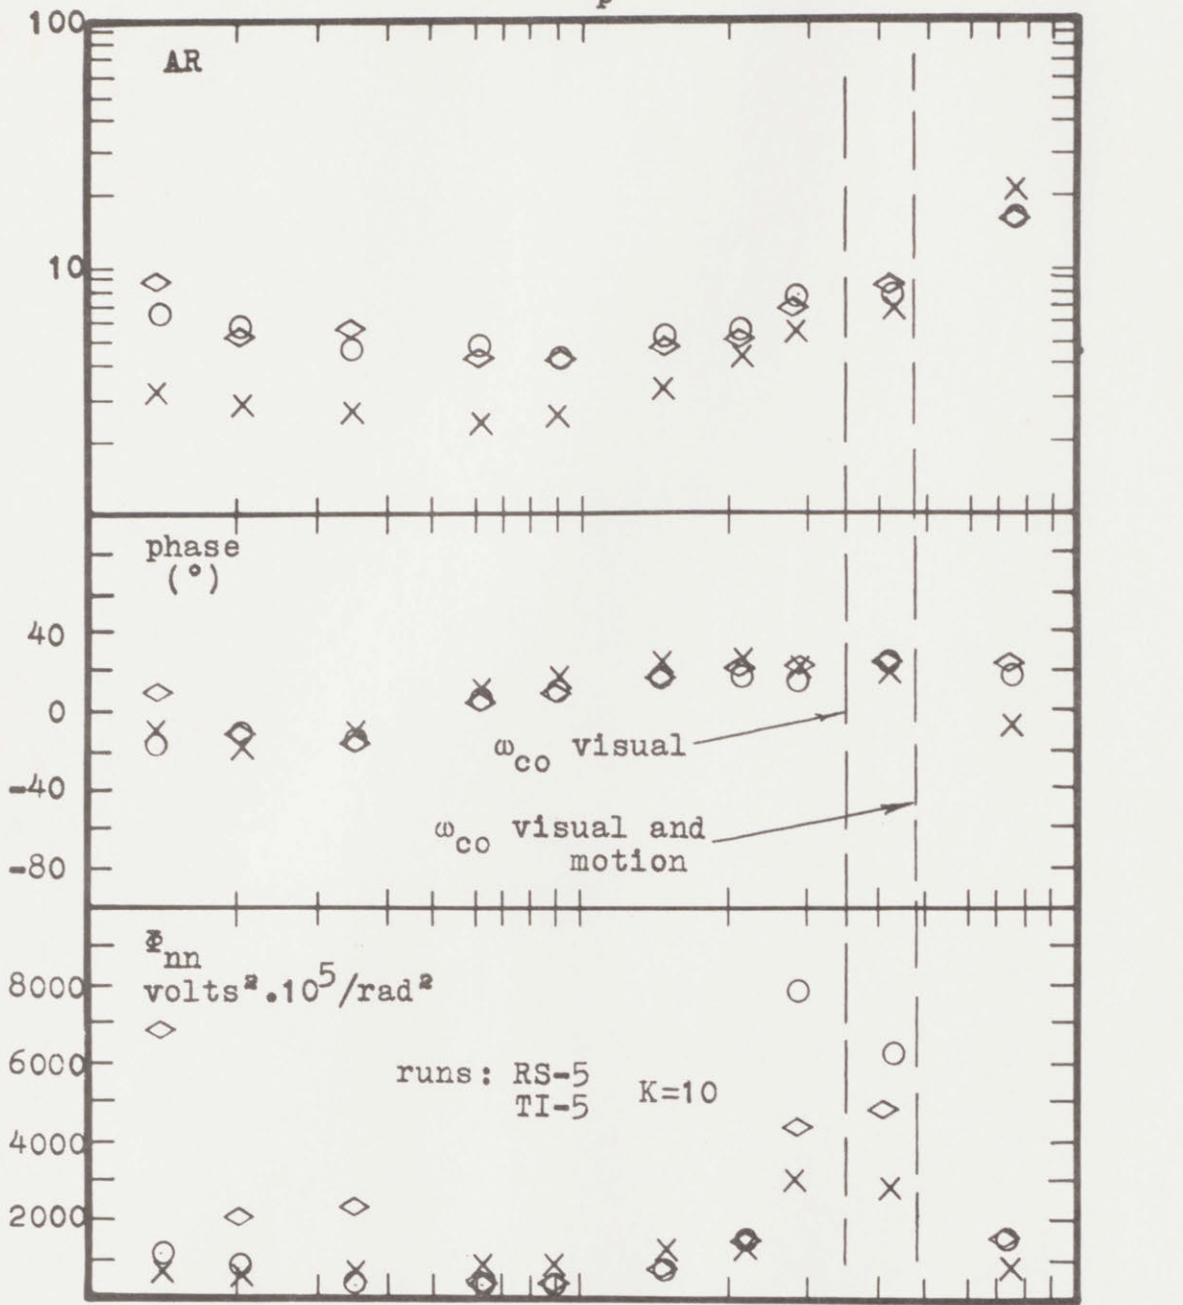 p
100
AR
10
phase
(°)
40
0
-40
-80
ω_co visual
ω_co visual and
motion
Φ_nn
volts².10⁵/rad²
8000
6000
4000
2000
runs: RS-5 K=10
TI-5